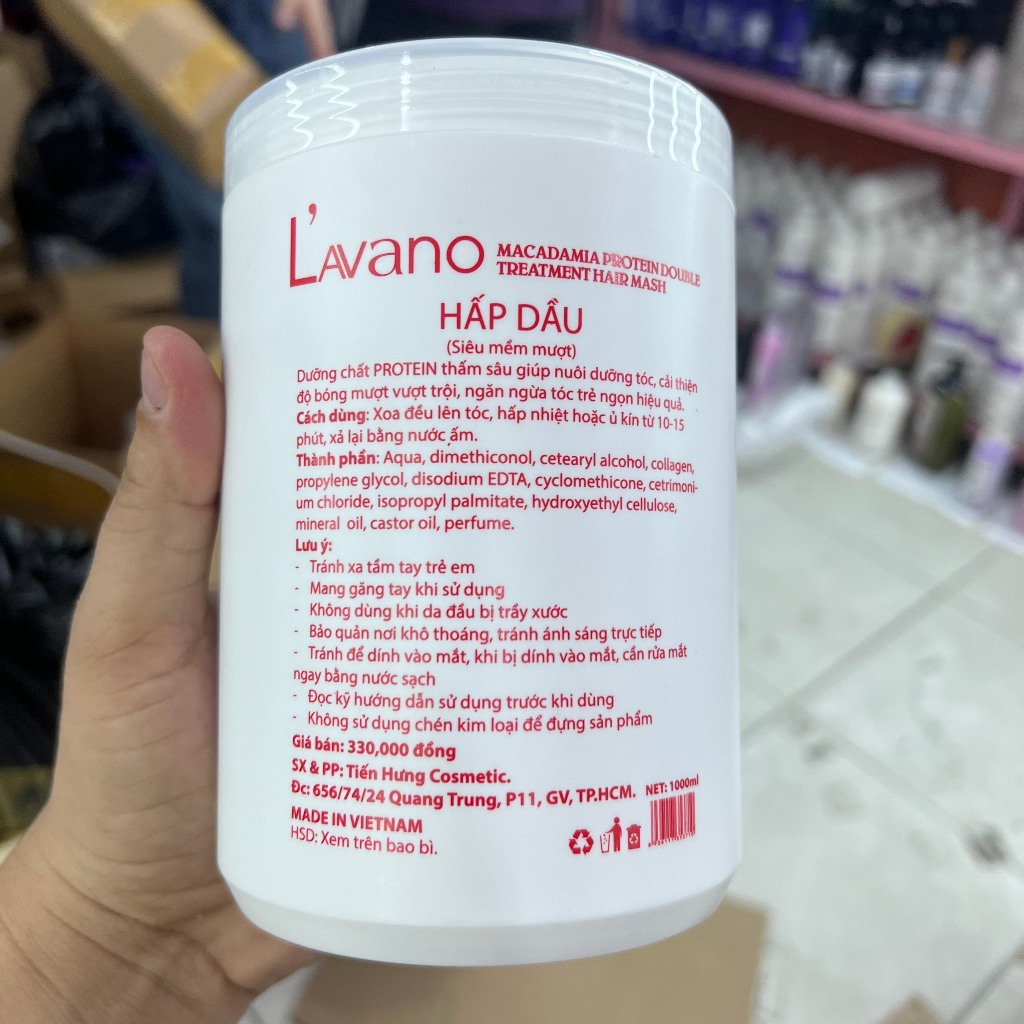 L'AVANO
MACADAMIA PROTEIN DOUBLE
TREATMENT HAIR MASH
HẤP DẦU
(Siêu mềm mượt)
Dưỡng chất PROTEIN thấm sâu giúp nuôi dưỡng tóc, cải thiện
độ bóng mượt vượt trội, ngăn ngừa tóc trẻ ngọn hiệu quả.
Cách dùng: Xoa đều lên tóc, hấp nhiệt hoặc ủ kín từ 10-15
phút, xả lại bằng nước ấm.
Thành phần: Aqua, dimethiconol, cetearyl alcohol, collagen,
propylene glycol, disodium EDTA, cyclomethicone, cetrimoni-
um chloride, isopropyl palmitate, hydroxyethyl cellulose,
mineral oil, castor oil, perfume.
Lưu ý:
- Tránh xa tầm tay trẻ em
- Mang găng tay khi sử dụng
- Không dùng khi da đầu bị trầy xước
- Bảo quản nơi khô thoáng, tránh ánh sáng trực tiếp
- Tránh để dính vào mắt, khi bị dính vào mắt, cần rửa mắt
ngay bằng nước sạch
- Đọc kỹ hướng dẫn sử dụng trước khi dùng
- Không sử dụng chén kim loại để đựng sản phẩm
Giá bán: 330,000 đồng
SX & PP: Tiến Hưng Cosmetic.
Đc: 656/74/24 Quang Trung, P11, GV, TP.HCM.
NET: 1000ml
MADE IN VIETNAM
HSD: Xem trên bao bì.